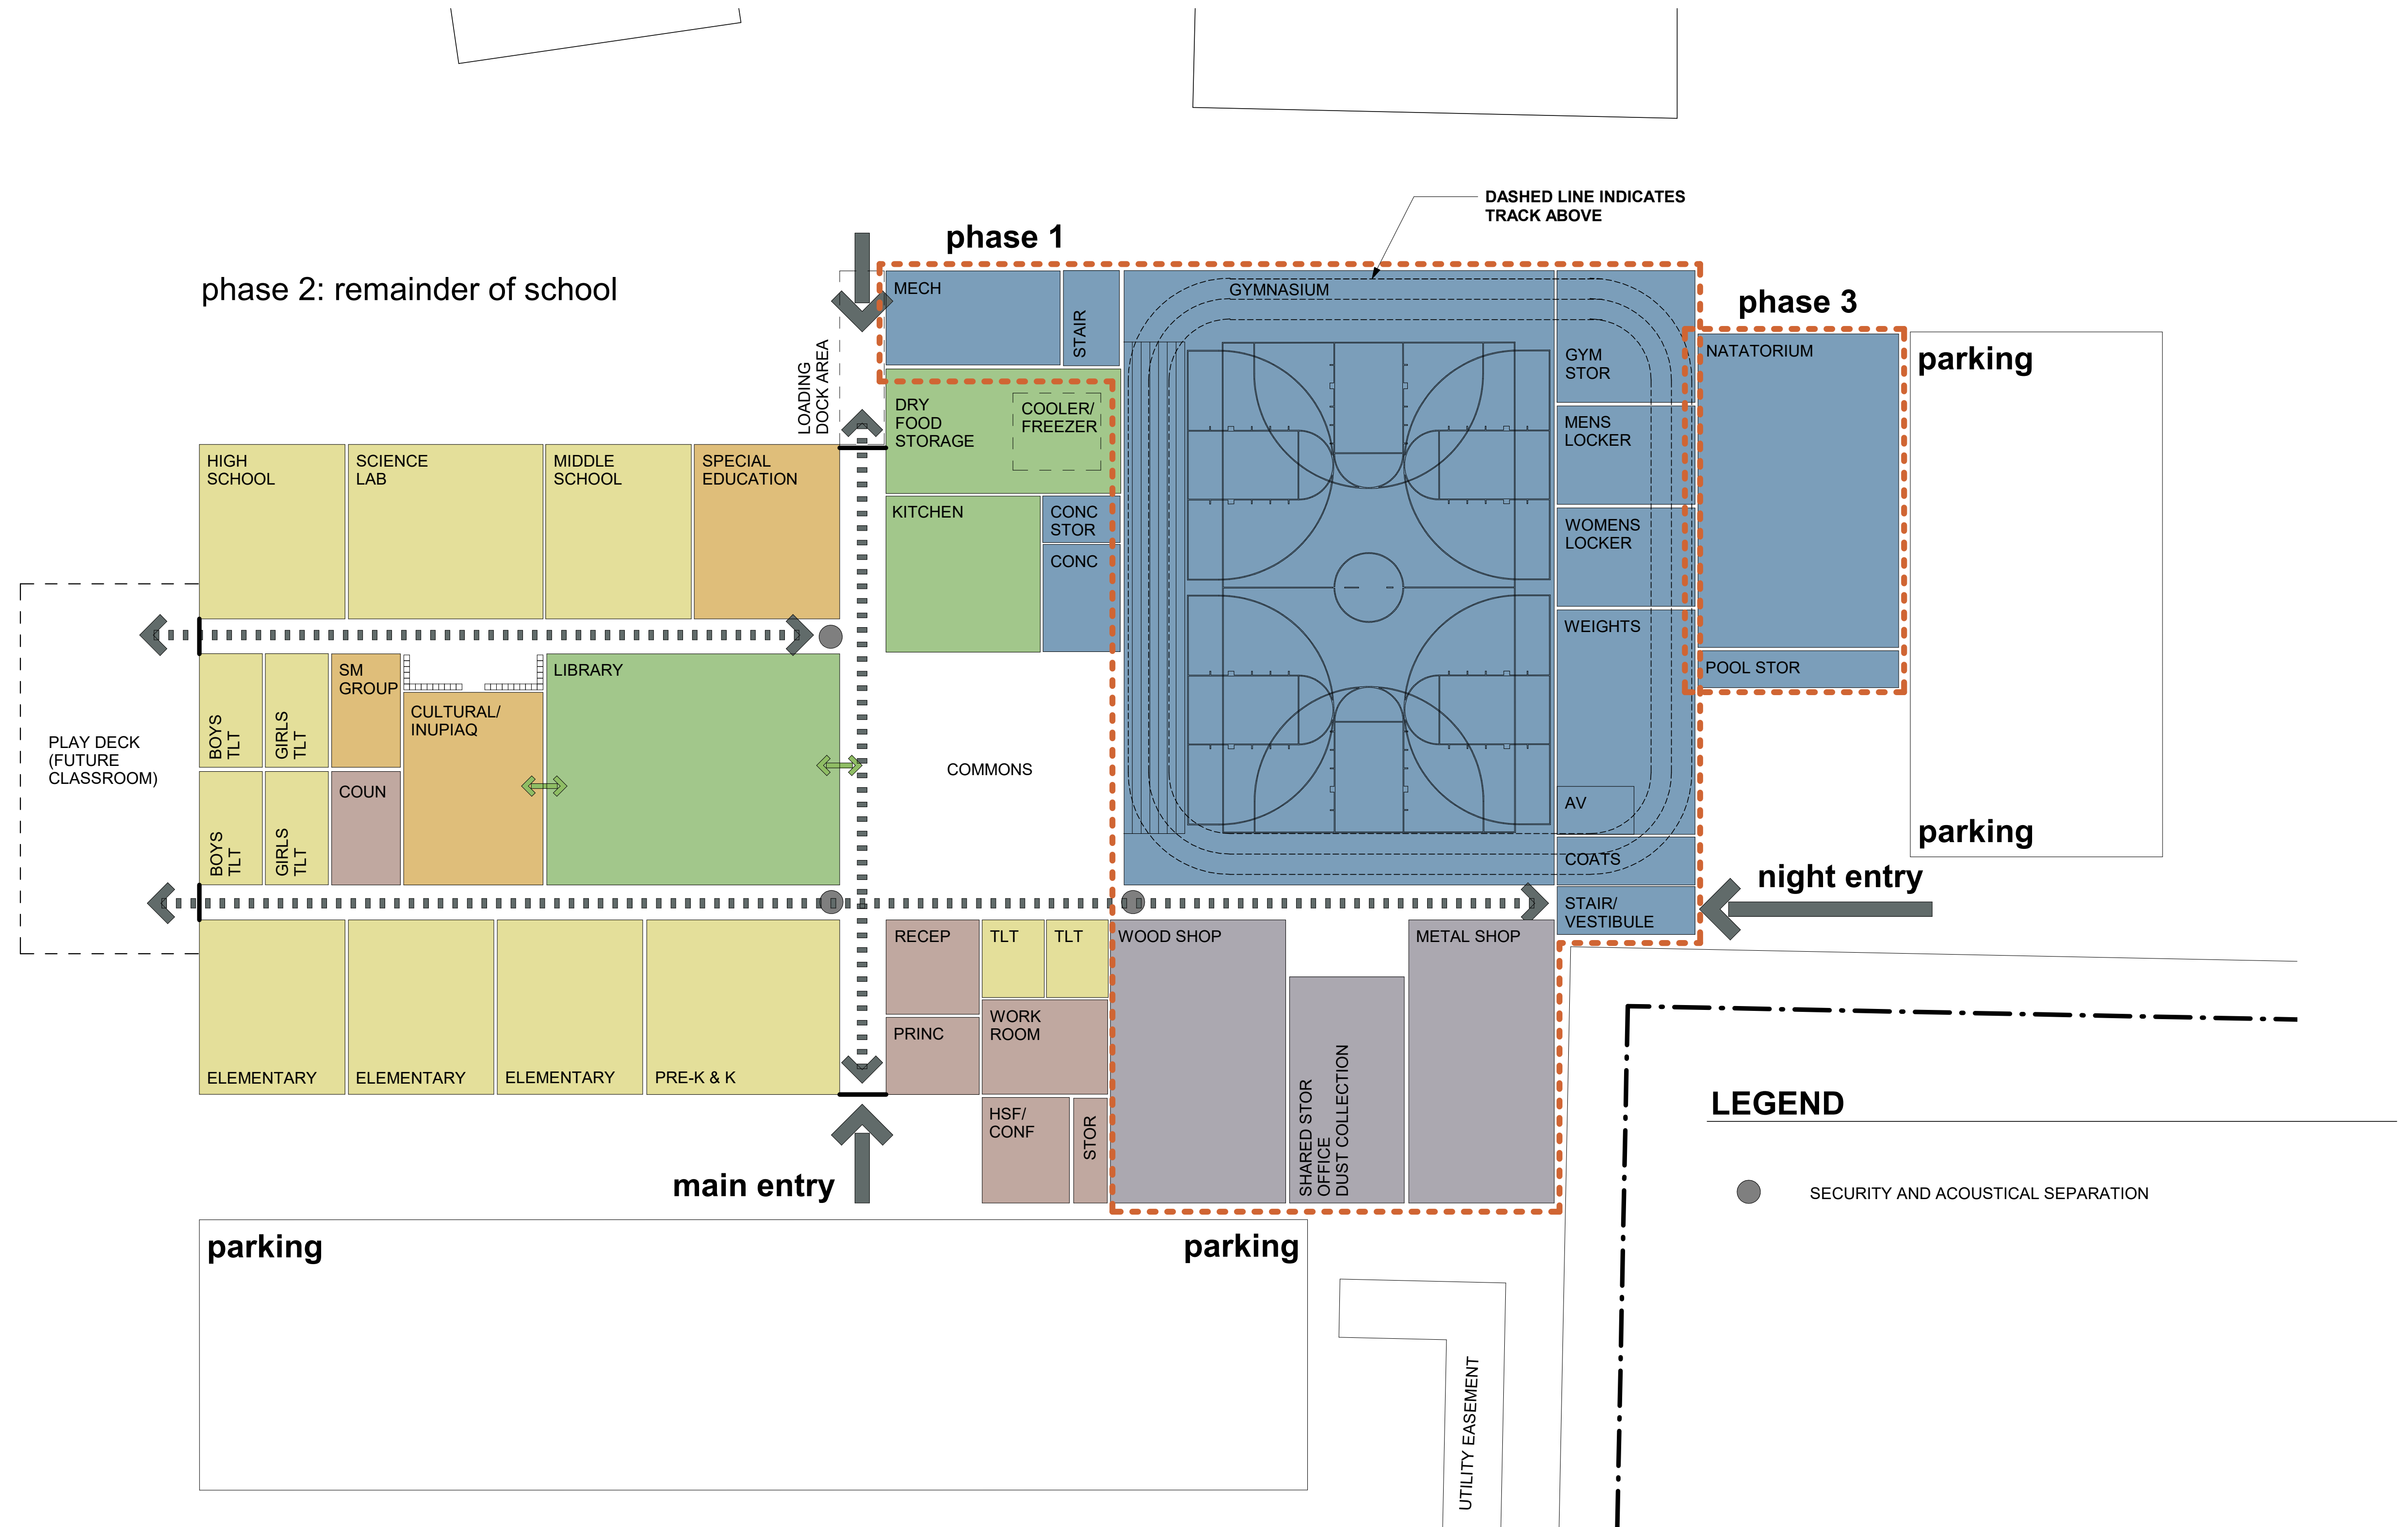 DASHED LINE INDICATES
TRACK ABOVE
phase 1
phase 2: remainder of school
phase 3
MECH
STAIR
GYMNASIUM
LOADING
DOCK AREA
GYM
STOR
NATATORIUM
parking
DRY
FOOD
STORAGE
COOLER/
FREEZER
MENS
LOCKER
HIGH
SCHOOL
SCIENCE
LAB
MIDDLE
SCHOOL
SPECIAL
EDUCATION
KITCHEN
CONC
STOR
CONC
WOMENS
LOCKER
WEIGHTS
POOL STOR
BOYS
TLT
GIRLS
TLT
SM
GROUP
CULTURAL/
INUPIAQ
LIBRARY
PLAY DECK
(FUTURE
CLASSROOM)
COMMONS
BOYS
TLT
GIRLS
TLT
COUN
AV
parking
COATS
night entry
STAIR/
VESTIBULE
RECEP
TLT
TLT
WOOD SHOP
METAL SHOP
PRINC
WORK
ROOM
ELEMENTARY
ELEMENTARY
ELEMENTARY
PRE-K & K
HSF/
CONF
STOR
SHARED STOR
OFFICE
DUST COLLECTION
LEGEND
SECURITY AND ACOUSTICAL SEPARATION
main entry
parking
parking
UTILITY EASEMENT